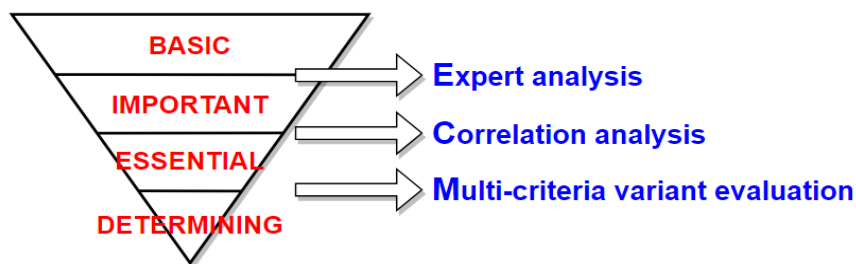 BASIC
Expert analysis
IMPORTANT
Correlation analysis
ESSENTIAL
Multi-criteria variant evaluation
DETERMINING